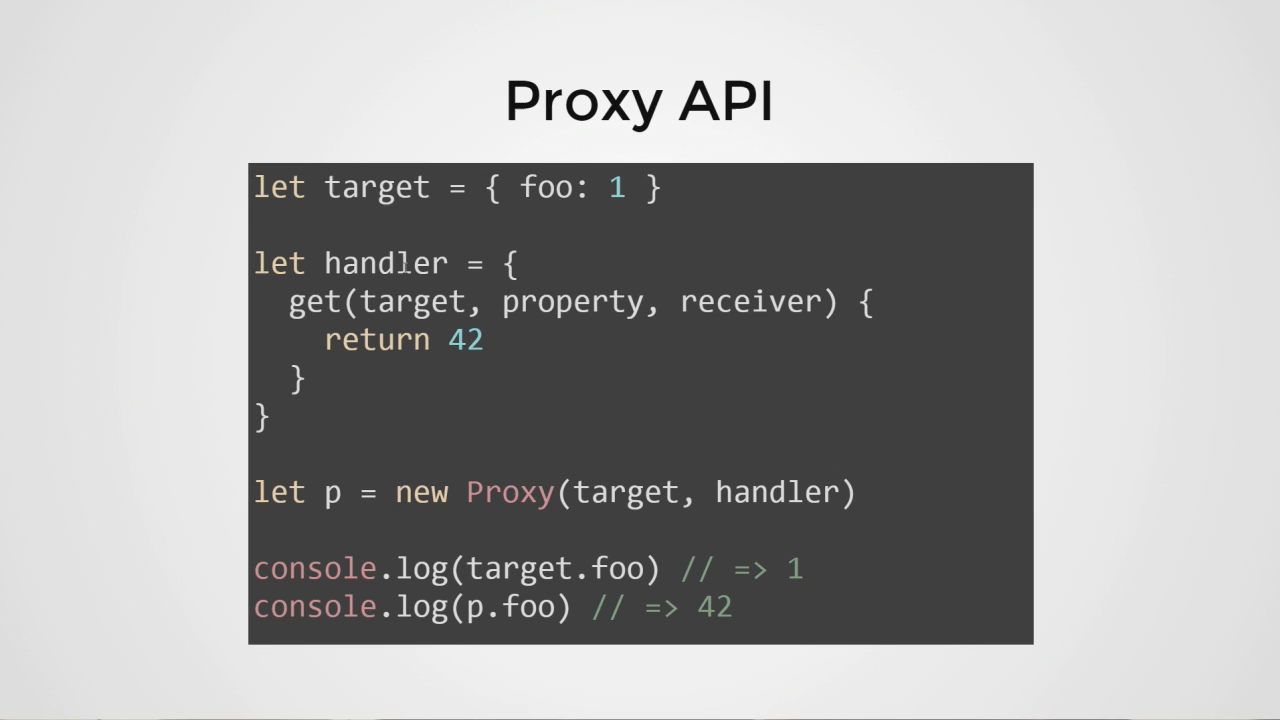 Proxy API
let target = { foo: 1 }
let handler = {
  get(target, property, receiver) {
    return 42
  }
}
let p = new Proxy(target, handler)
console.log(target.foo) // => 1
console.log(p.foo) // => 42